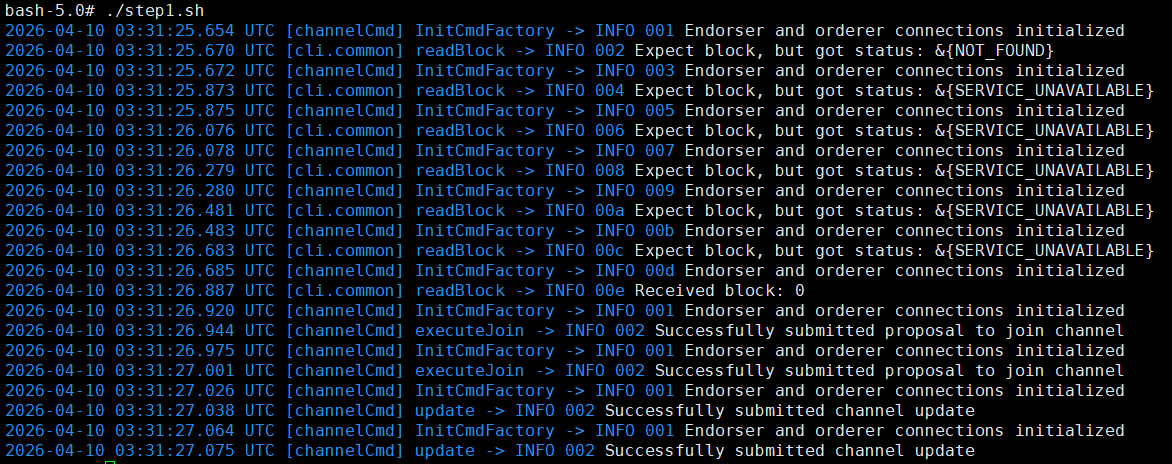 bash-5.0# ./step1.sh
2026-04-10 03:31:25.654 UTC [channelCmd] InitCmdFactory -> INFO 001 Endorser and orderer connections initialized
2026-04-10 03:31:25.670 UTC [cli.common] readBlock -> INFO 002 Expect block, but got status: &{NOT_FOUND}
2026-04-10 03:31:25.672 UTC [channelCmd] InitCmdFactory -> INFO 003 Endorser and orderer connections initialized
2026-04-10 03:31:25.873 UTC [cli.common] readBlock -> INFO 004 Expect block, but got status: &{SERVICE_UNAVAILABLE}
2026-04-10 03:31:25.875 UTC [channelCmd] InitCmdFactory -> INFO 005 Endorser and orderer connections initialized
2026-04-10 03:31:26.076 UTC [cli.common] readBlock -> INFO 006 Expect block, but got status: &{SERVICE_UNAVAILABLE}
2026-04-10 03:31:26.078 UTC [channelCmd] InitCmdFactory -> INFO 007 Endorser and orderer connections initialized
2026-04-10 03:31:26.279 UTC [cli.common] readBlock -> INFO 008 Expect block, but got status: &{SERVICE_UNAVAILABLE}
2026-04-10 03:31:26.280 UTC [channelCmd] InitCmdFactory -> INFO 009 Endorser and orderer connections initialized
2026-04-10 03:31:26.481 UTC [cli.common] readBlock -> INFO 00a Expect block, but got status: &{SERVICE_UNAVAILABLE}
2026-04-10 03:31:26.483 UTC [channelCmd] InitCmdFactory -> INFO 00b Endorser and orderer connections initialized
2026-04-10 03:31:26.683 UTC [cli.common] readBlock -> INFO 00c Expect block, but got status: &{SERVICE_UNAVAILABLE}
2026-04-10 03:31:26.685 UTC [channelCmd] InitCmdFactory -> INFO 00d Endorser and orderer connections initialized
2026-04-10 03:31:26.887 UTC [cli.common] readBlock -> INFO 00e Received block: 0
2026-04-10 03:31:26.920 UTC [channelCmd] InitCmdFactory -> INFO 001 Endorser and orderer connections initialized
2026-04-10 03:31:26.944 UTC [channelCmd] executeJoin -> INFO 002 Successfully submitted proposal to join channel
2026-04-10 03:31:26.975 UTC [channelCmd] InitCmdFactory -> INFO 001 Endorser and orderer connections initialized
2026-04-10 03:31:27.001 UTC [channelCmd] executeJoin -> INFO 002 Successfully submitted proposal to join channel
2026-04-10 03:31:27.026 UTC [channelCmd] InitCmdFactory -> INFO 001 Endorser and orderer connections initialized
2026-04-10 03:31:27.038 UTC [channelCmd] update -> INFO 002 Successfully submitted channel update
2026-04-10 03:31:27.064 UTC [channelCmd] InitCmdFactory -> INFO 001 Endorser and orderer connections initialized
2026-04-10 03:31:27.075 UTC [channelCmd] update -> INFO 002 Successfully submitted channel update